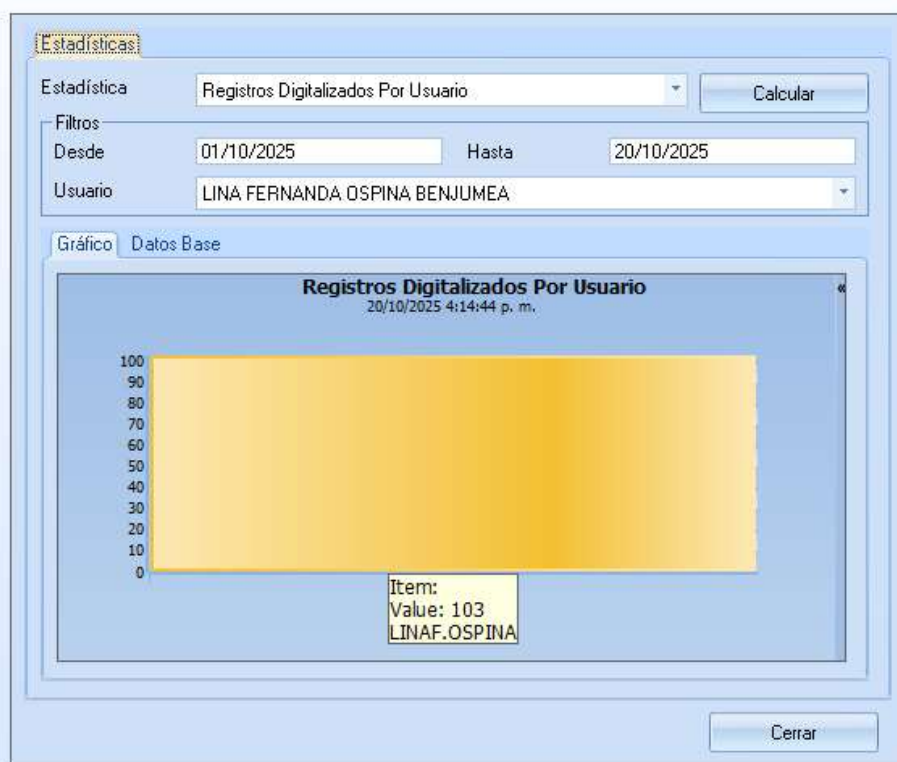 Estadísticas
Estadística Registros Digitalizados Por Usuario Calcular
Filtros
Desde 01/10/2025 Hasta 20/10/2025
Usuario LINA FERNANDA OSPINA BENJUMEA
Gráfico Datos Base
Registros Digitalizados Por Usuario «
20/10/2025 4:14:44 p. m.
100
90
80
70
60
50
40
30
20
10
0
Item:
Value: 103
LINAF.OSPINA
Cerrar